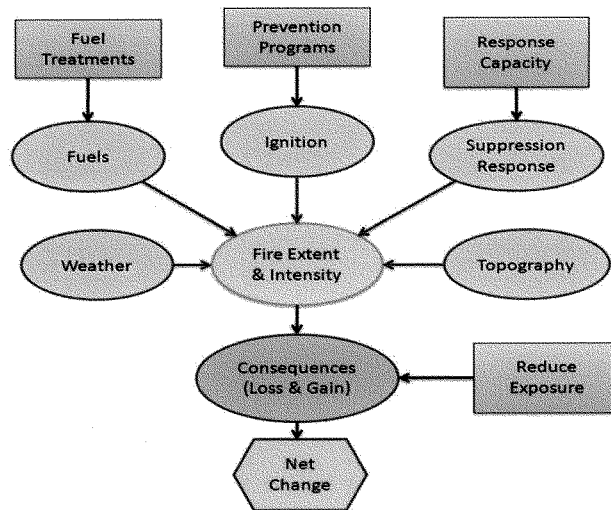 Fuel
Treatments
Prevention
Programs
Response
Capacity
Fuels
Ignition
Suppression
Response
Weather
Fire Extent
& Intensity
Topography
Consequences
(Loss & Gain)
Reduce
Exposure
Net
Change